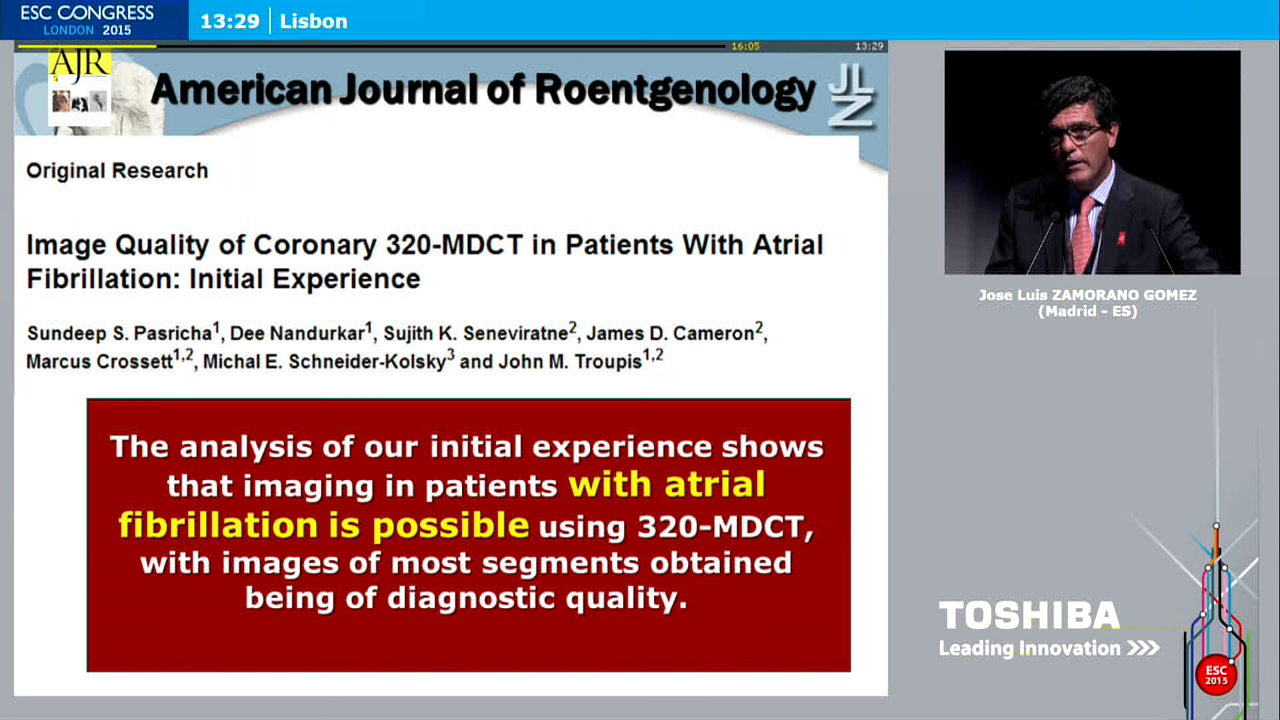 ESC CONGRESS
LONDON 2015
13:29 | Lisbon
16:05
13:29
AJR
American Journal of Roentgenology
JLZ
Original Research
Image Quality of Coronary 320-MDCT in Patients With Atrial
Fibrillation: Initial Experience
Sundeep S. Pasricha1, Dee Nandurkar1, Sujith K. Seneviratne2, James D. Cameron2,
Marcus Crossett1,2, Michal E. Schneider-Kolsky3 and John M. Troupis1,2
The analysis of our initial experience shows
that imaging in patients with atrial
fibrillation is possible using 320-MDCT,
with images of most segments obtained
being of diagnostic quality.
Jose Luis ZAMORANO GOMEZ
(Madrid - ES)
TOSHIBA
Leading Innovation >>>
ESC
2015